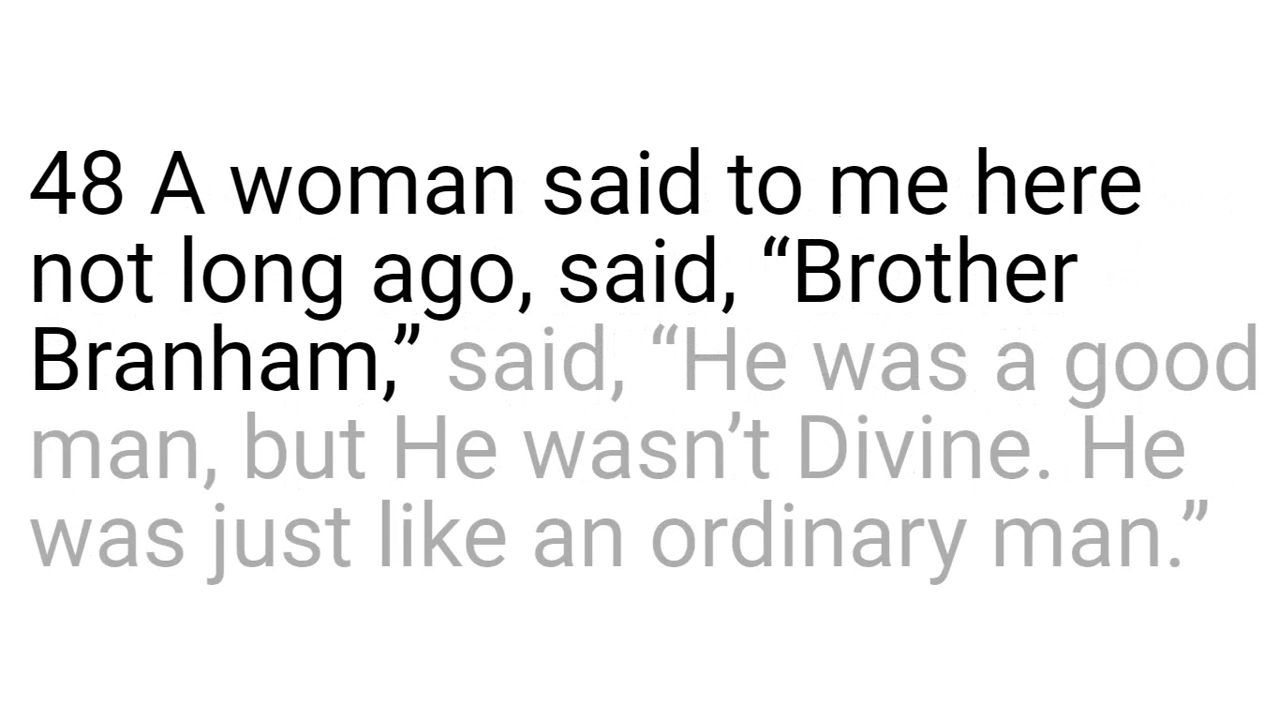 48 A woman said to me here
not long ago, said, “Brother
Branham,” said, “He was a good
man, but He wasn’t Divine. He
was just like an ordinary man.”